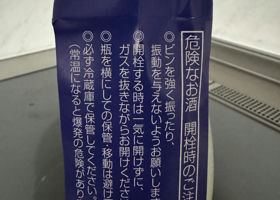 危険なお酒 開栓時のご注
●ビンを強く振ったり、
振動を与えないようお願いしま
●開栓する時は一気に開けずに、
ガスを抜きながらお開けくださ
●瓶を横にしての保管・移動は避け
●必ず冷蔵庫で保管してください。
(常温になると爆発の危険があり